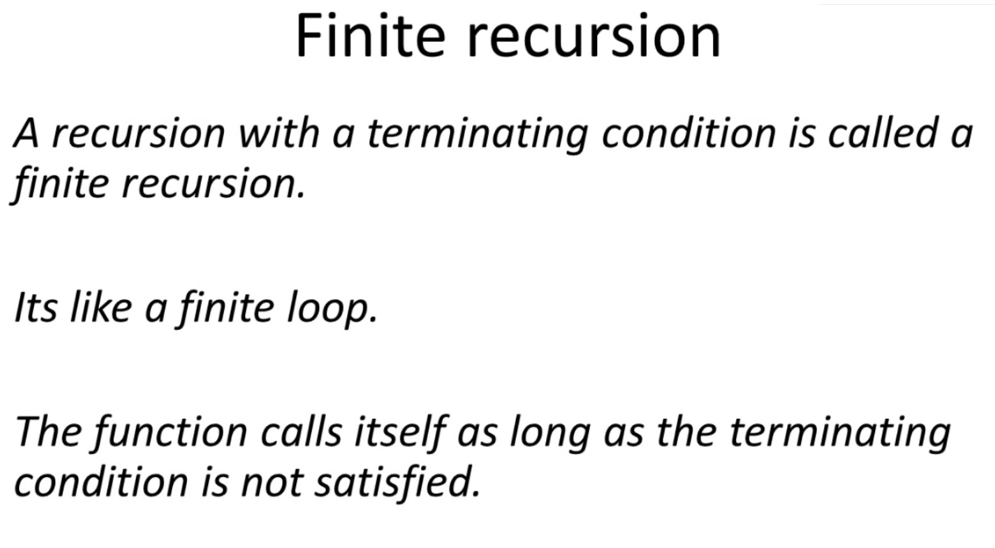 Finite recursion
A recursion with a terminating condition is called a
finite recursion.
Its like a finite loop.
The function calls itself as long as the terminating
condition is not satisfied.